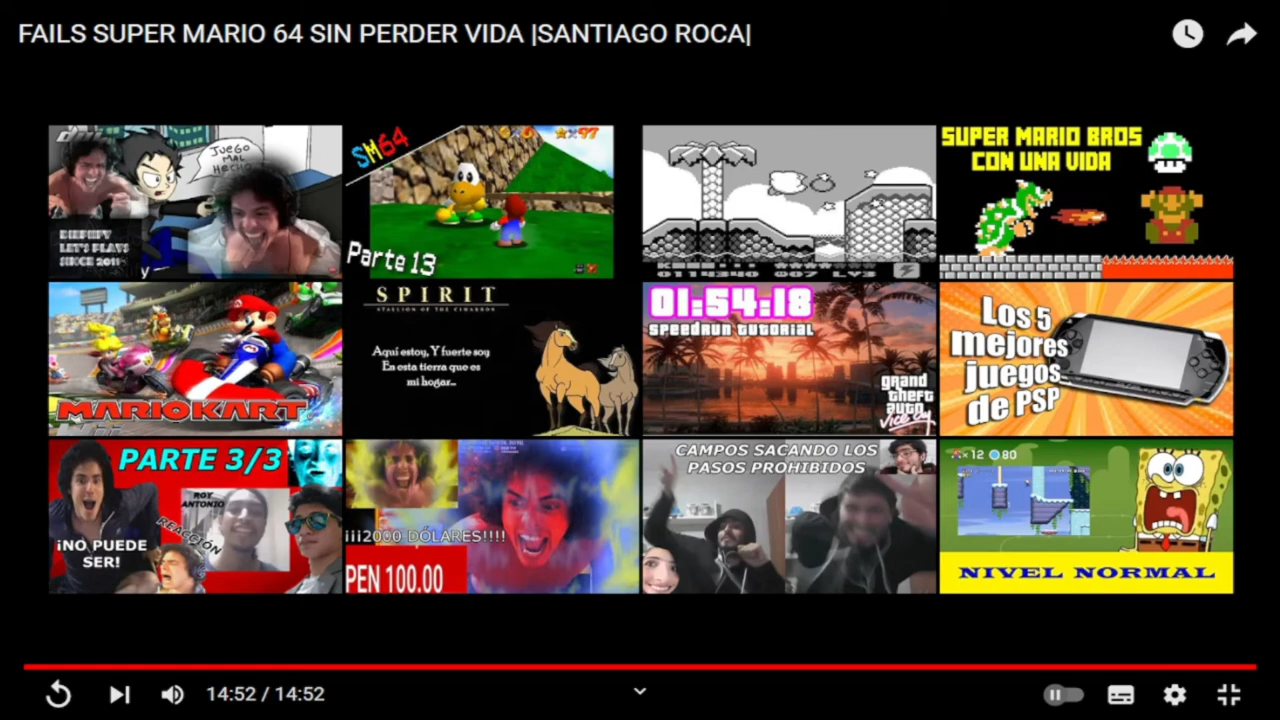 FAILS SUPER MARIO 64 SIN PERDER VIDA |SANTIAGO ROCA|
JUEGO
MAL
HECHO
LET'S PLAYS
SINCE 2011
SM64
97
Parte 13
0114340 007 LV3
SUPER MARIO BROS
CON UNA VIDA
MARIOKART
SPIRIT
STALLION OF THE CIMARRON
Aquí estoy, Y fuerte soy
En esta tierra que es
mi hogar...
01:54:18
SPEEDRUN TUTORIAL
grand
theft
auto
Vice City
Los 5
mejores
juegos
de PSP
PARTE 3/3
ROY
ANTONIO
REACCIÓN
¡NO PUEDE
SER!
¡¡¡2000 DÓLARES!!!!
PEN 100.00
CAMPOS SACANDO LOS
PASOS PROHIBIDOS
×12 80
NIVEL NORMAL
14:52 / 14:52